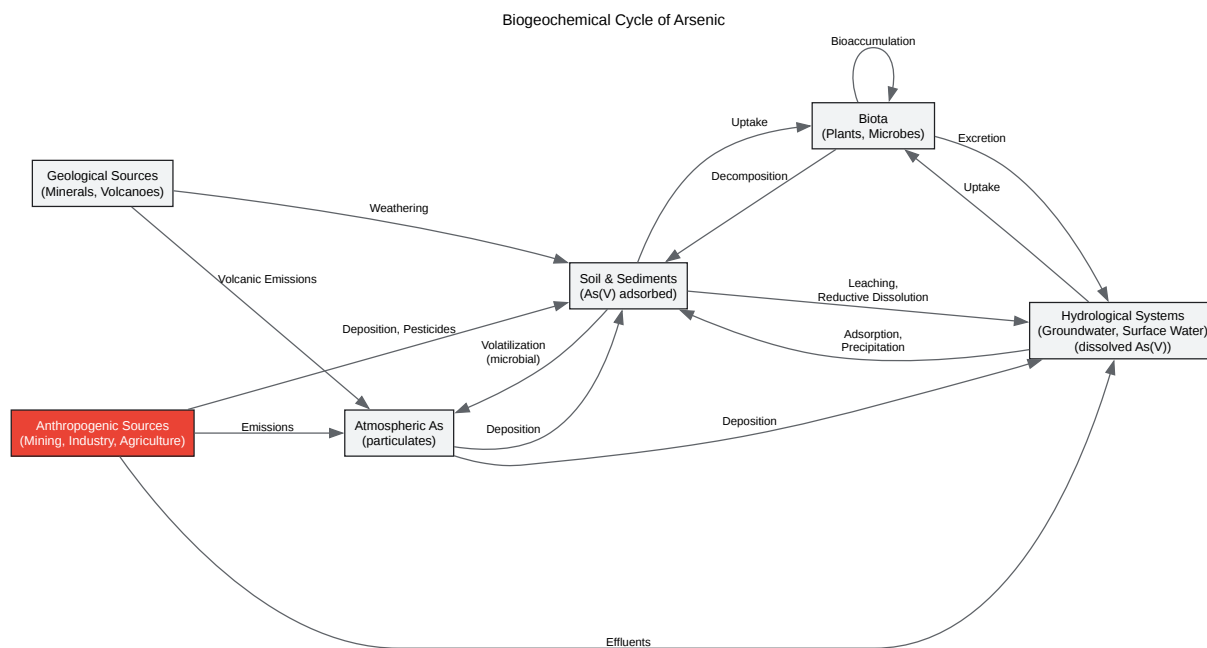 Biogeochemical Cycle of Arsenic
Bioaccumulation
Biota
(Plants, Microbes)
Uptake
Excretion
Decomposition
Uptake
Geological Sources
(Minerals, Volcanoes)
Weathering
Volcanic Emissions
Soil & Sediments
(As(V) adsorbed)
Leaching,
Reductive Dissolution
Hydrological Systems
(Groundwater, Surface Water)
(dissolved As(V))
Deposition, Pesticides
Volatilization
(microbial)
Adsorption,
Precipitation
Anthropogenic Sources
(Mining, Industry, Agriculture)
Emissions
Atmospheric As
(particulates)
Deposition
Deposition
Effluents